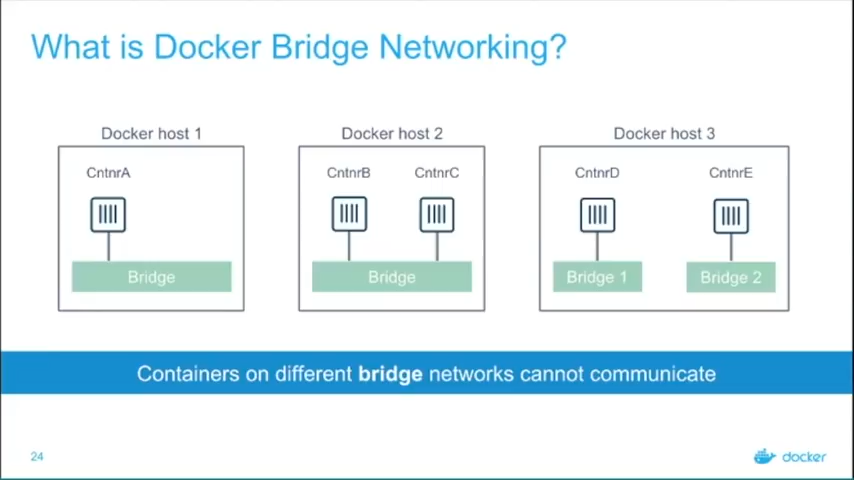 What is Docker Bridge Networking?
Docker host 1
Docker host 2
Docker host 3
CntnrA
CntnrB
CntnrC
CntnrD
CntnrE
Bridge
Bridge
Bridge 1
Bridge 2
Containers on different bridge networks cannot communicate
24
docker